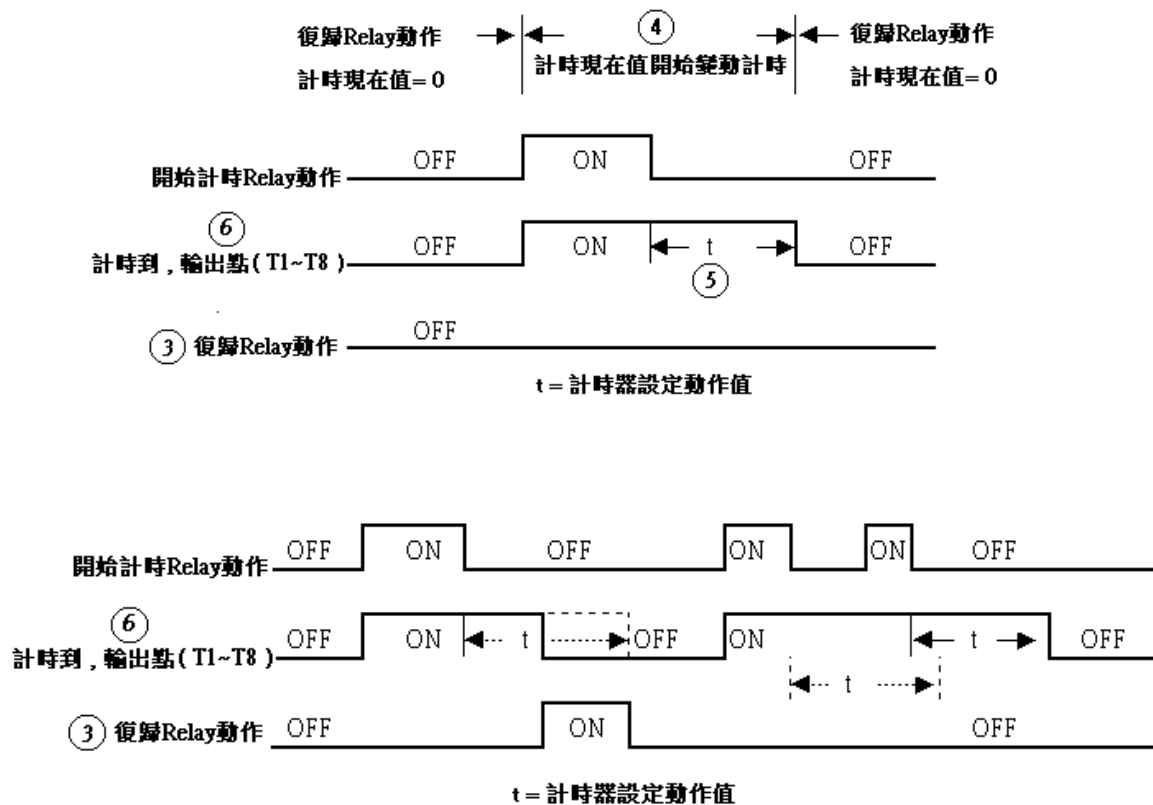 復歸Relay動作 ④ 復歸Relay動作
計時現在值開始變動計時
計時現在值= 0 計時現在值= 0
OFF ON OFF
開始計時Relay動作
⑥ OFF ON t OFF
計時到 , 輸出點( T1~T8 ) ⑤
OFF
③ 復歸Relay動作
t = 計時器設定動作值
OFF ON OFF ON ON OFF
開始計時Relay動作
⑥
OFF ON t OFF ON t OFF
計時到 , 輸出點( T1~T8 )
t
③ 復歸Relay動作 OFF ON OFF
t = 計時器設定動作值